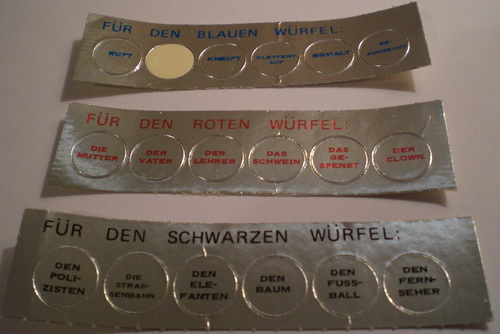 FÜR DEN BLAUEN WÜRFEL:
RUFT
KLETTERT
AUF
FÜR DEN ROTEN WÜRFEL:
DIE
MUTTER
DER
VATER
DER
LEHRER
DAS
SCHWEIN
DAS
GE-
SPENST
DER
CLOWN
FÜR DEN SCHWARZEN WÜRFEL:
DEN
POLI-
ZISTEN
DIE
STRAS-
SENBAHN
DEN
ELE-
FANTEN
DEN
BAUM
DEN
FUSS-
BALL
DEN
FERN-
SEHER